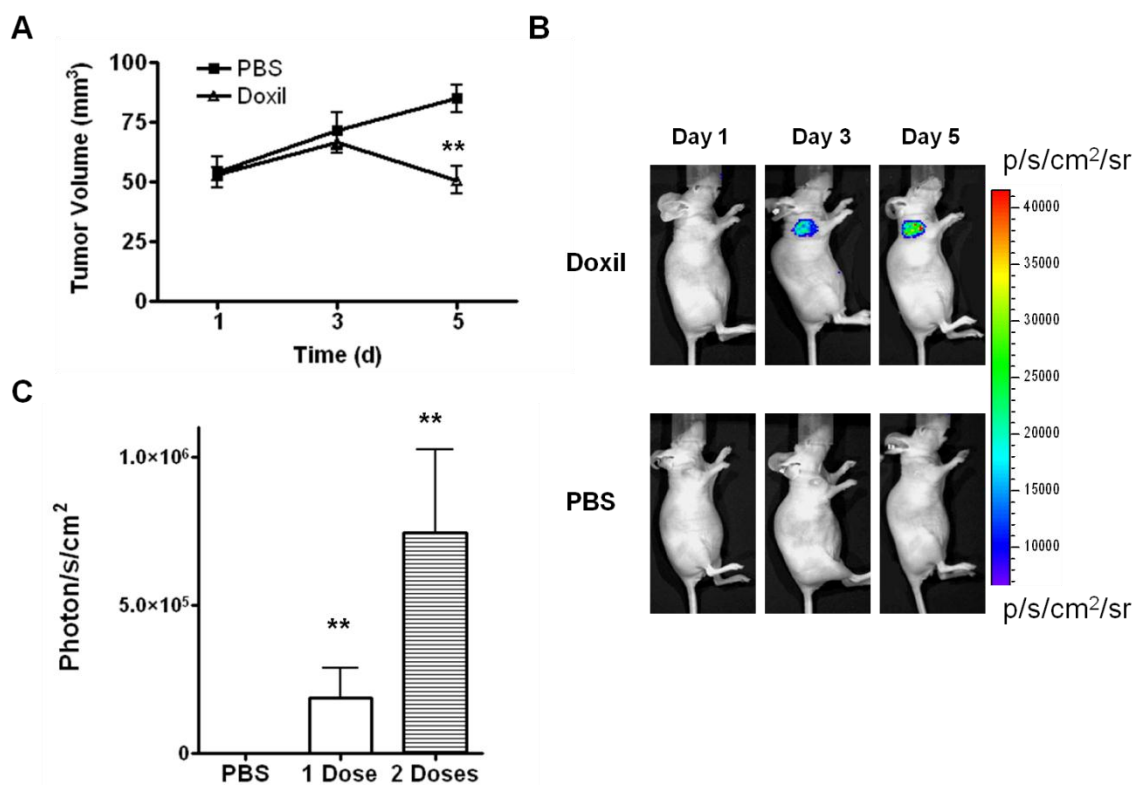 A
B
PBS
Doxil
100
75
50
25
0
Tumor Volume (mm³)
**
1
3
5
Time (d)
Day 1
Day 3
Day 5
p/s/cm²/sr
Doxil
PBS
40000
35000
30000
25000
20000
15000
10000
p/s/cm²/sr
C
Photon/s/cm²
1.0×10⁶
5.0×10⁵
0
**
**
PBS
1 Dose
2 Doses